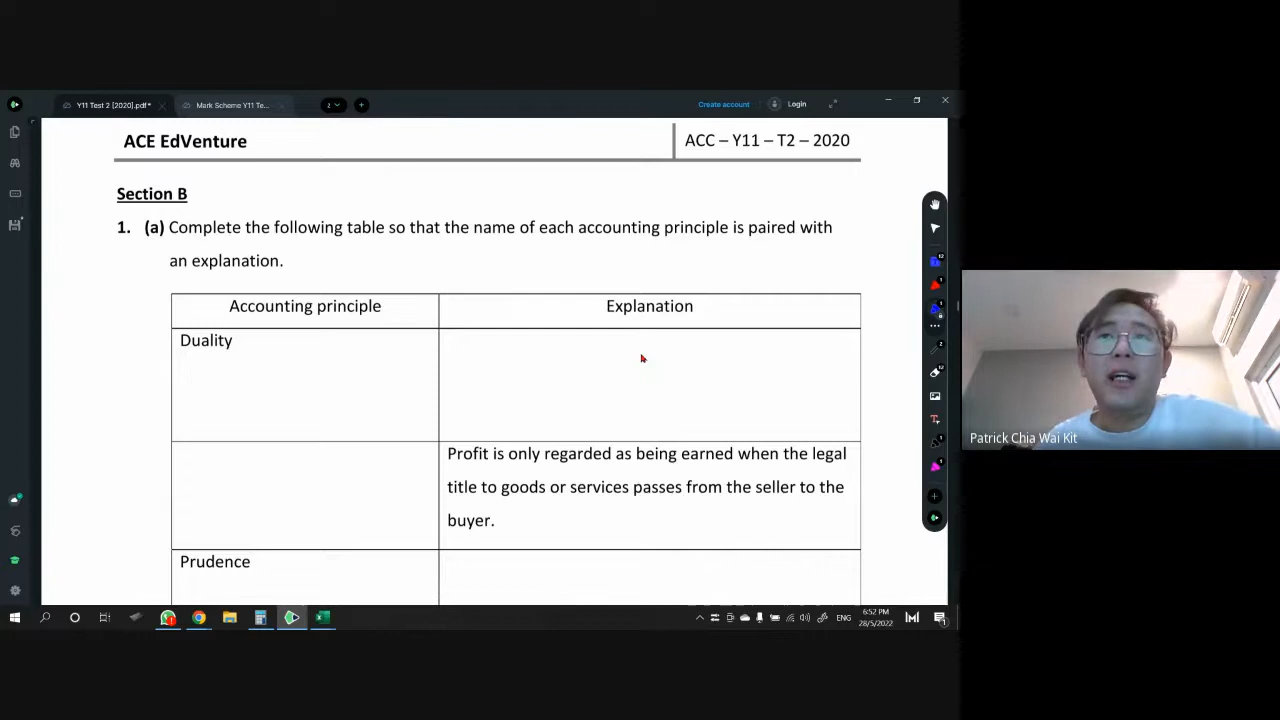 Y11 Test 2 [2020].pdf*
Mark Scheme Y11 Te...
2
Create account
Login
ACE EdVenture
ACC – Y11 – T2 – 2020
Section B
1. (a) Complete the following table so that the name of each accounting principle is paired with
an explanation.
Accounting principle
Explanation
Duality
Profit is only regarded as being earned when the legal
title to goods or services passes from the seller to the
buyer.
Prudence
Patrick Chia Wai Kit
ENG
6:52 PM
28/5/2022